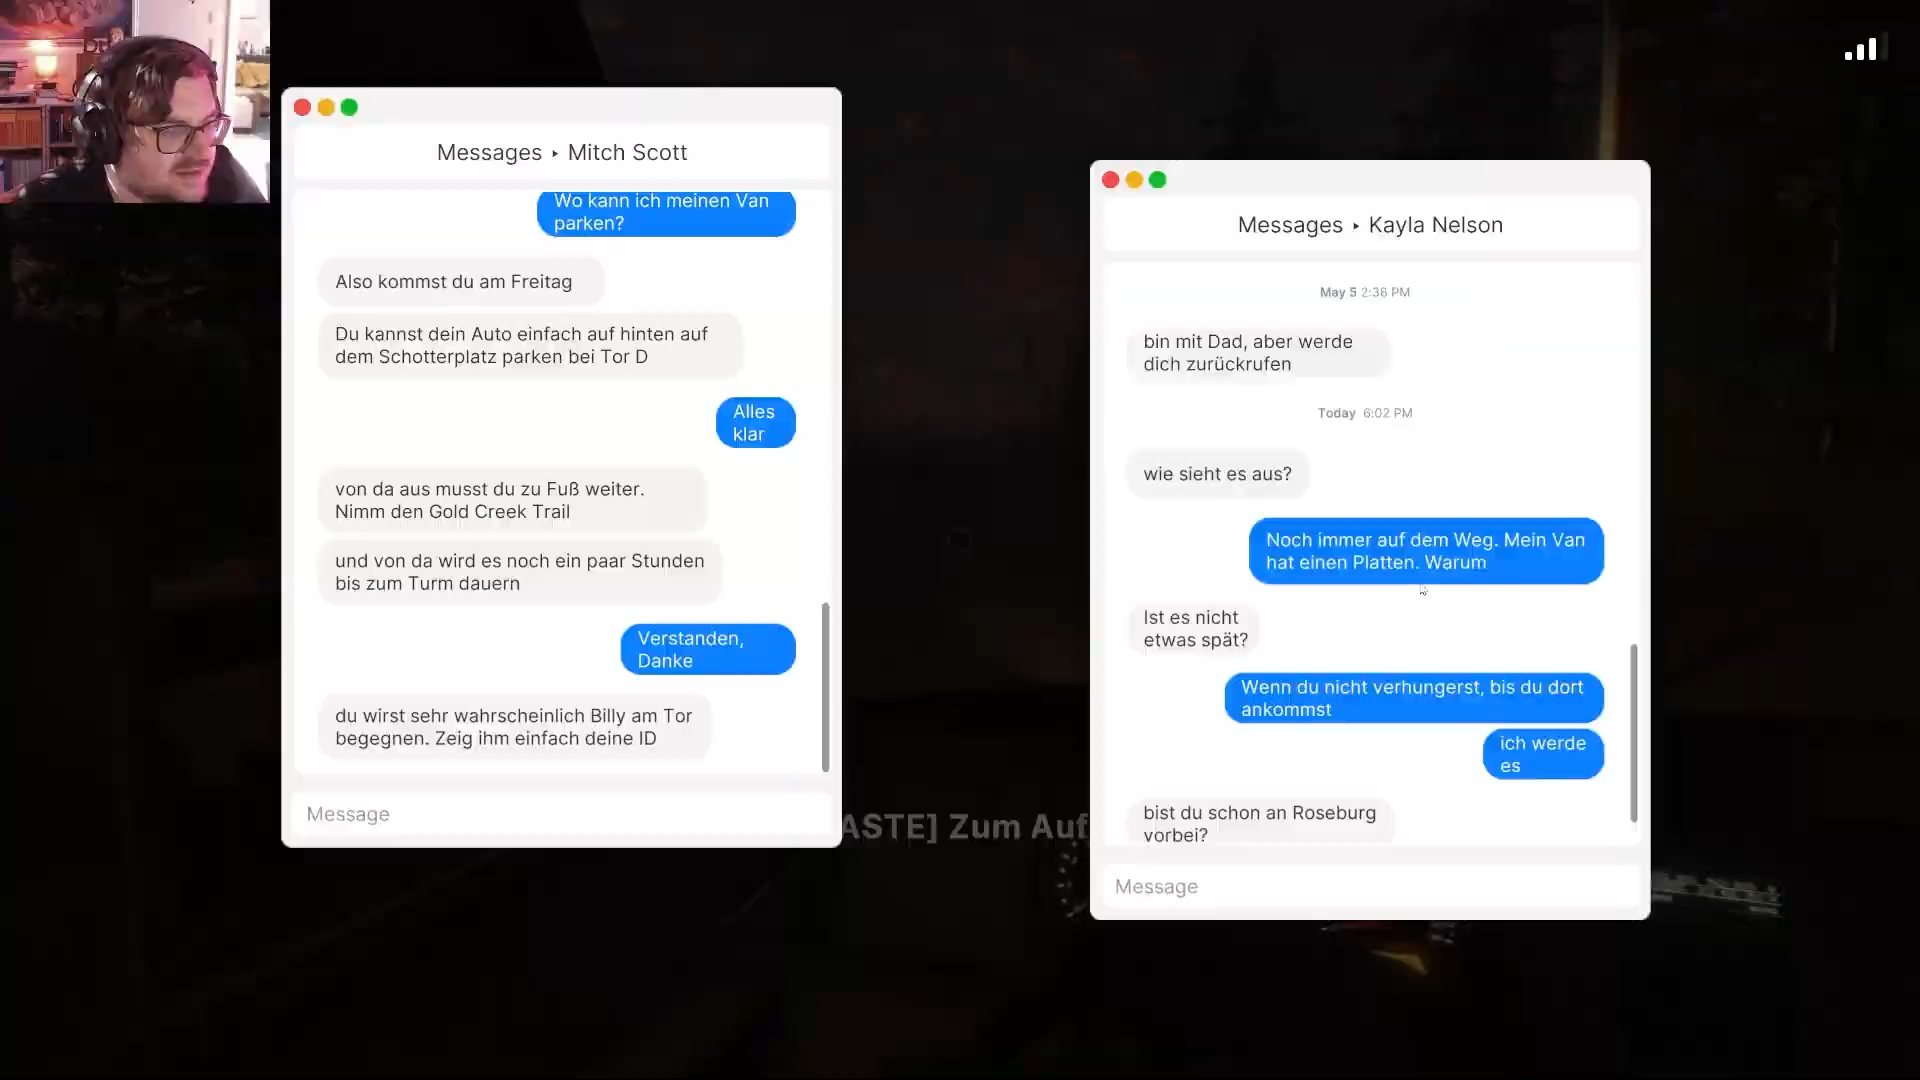 Messages ▸ Mitch Scott
Wo kann ich meinen Van
parken?
Also kommst du am Freitag
Du kannst dein Auto einfach auf hinten auf
dem Schotterplatz parken bei Tor D
Alles
klar
von da aus musst du zu Fuß weiter.
Nimm den Gold Creek Trail
und von da wird es noch ein paar Stunden
bis zum Turm dauern
Verstanden,
Danke
du wirst sehr wahrscheinlich Billy am Tor
begegnen. Zeig ihm einfach deine ID
Message
ASTE] Zum Auf
Messages ▸ Kayla Nelson
May 5 2:36 PM
bin mit Dad, aber werde
dich zurückrufen
Today 6:02 PM
wie sieht es aus?
Noch immer auf dem Weg. Mein Van
hat einen Platten. Warum
Ist es nicht
etwas spät?
Wenn du nicht verhungerst, bis du dort
ankommst
ich werde
es
bist du schon an Roseburg
vorbei?
Message